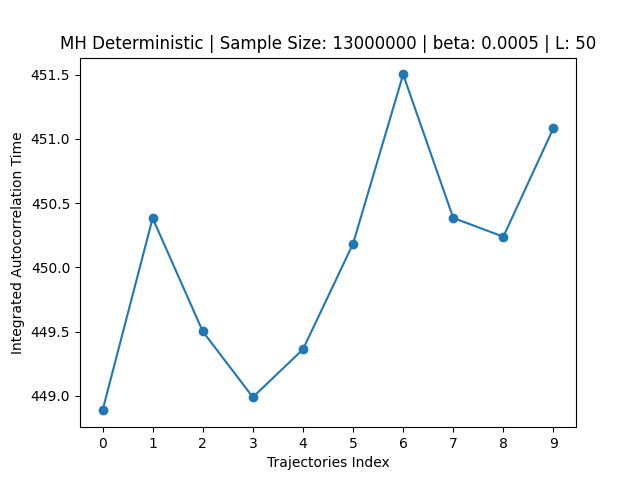 MH Deterministic | Sample Size: 13000000 | beta: 0.0005 | L: 50
Integrated Autocorrelation Time
451.5
451.0
450.5
450.0
449.5
449.0
0 1 2 3 4 5 6 7 8 9
Trajectories Index